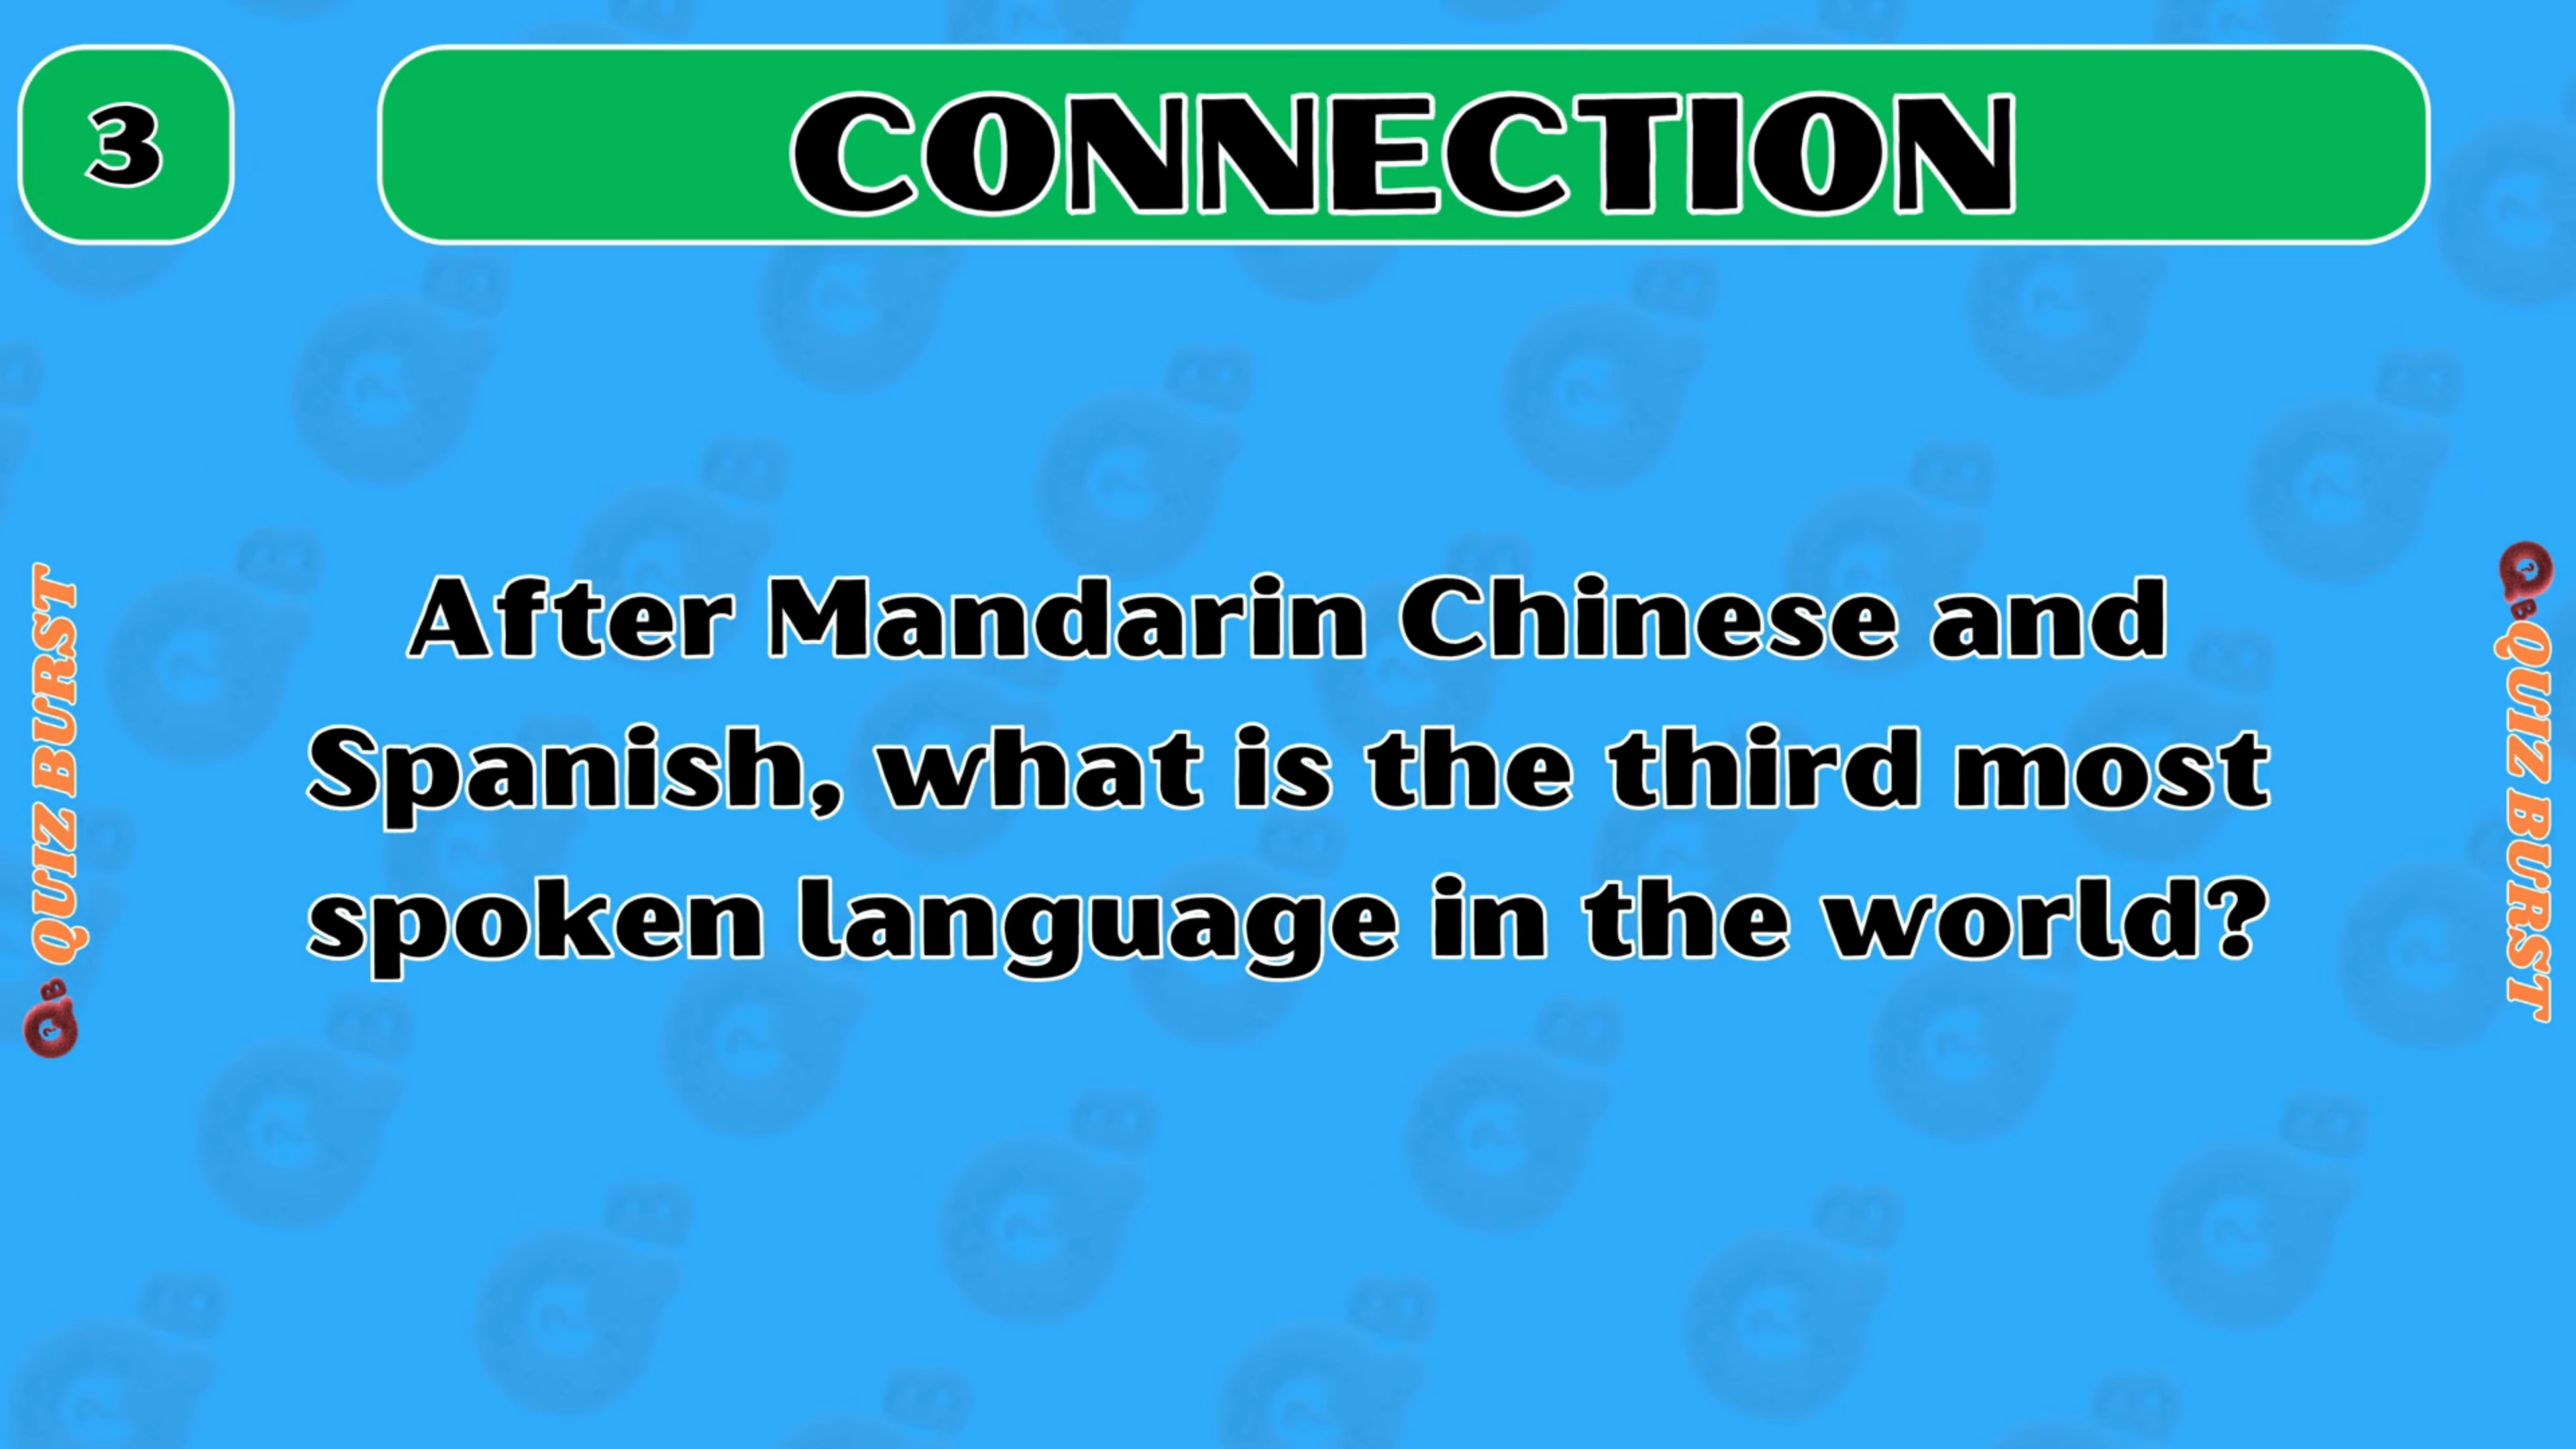 3
CONNECTION
After Mandarin Chinese and
Spanish, what is the third most
spoken language in the world?
QUIZ BURST
QUIZ BURST